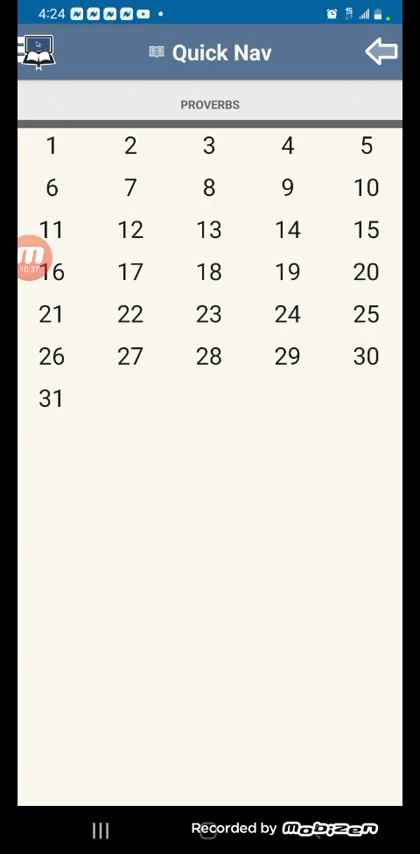 4:24
Quick Nav
PROVERBS
1 2 3 4 5
6 7 8 9 10
11 12 13 14 15
16 17 18 19 20
21 22 23 24 25
26 27 28 29 30
31
m
10:37
Recorded by mobizen